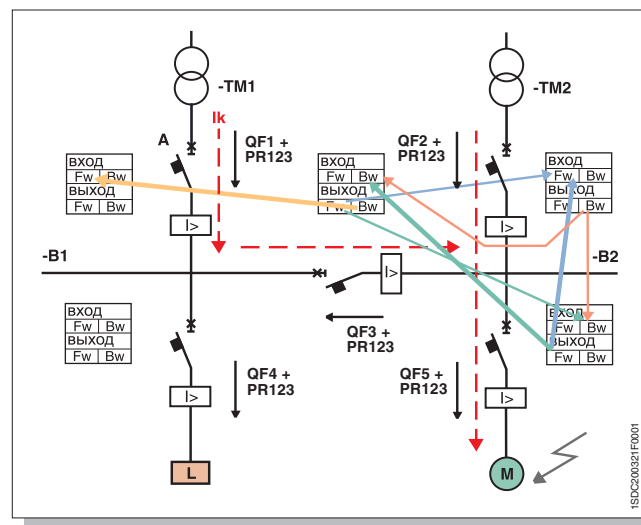 -TM1
-TM2
Ik
A
QF1 +
PR123
QF2 +
PR123
ВХОД
Fw Bw
ВЫХОД
Fw Bw
ВХОД
Fw Bw
ВЫХОД
Fw Bw
ВХОД
Fw Bw
ВЫХОД
Fw Bw
I>
I>
-B1
-B2
I>
ВХОД
Fw Bw
ВЫХОД
Fw Bw
QF3 +
PR123
ВХОД
Fw Bw
ВЫХОД
Fw Bw
QF4 +
PR123
QF5 +
PR123
I>
I>
L
M
1SDC200321F0001